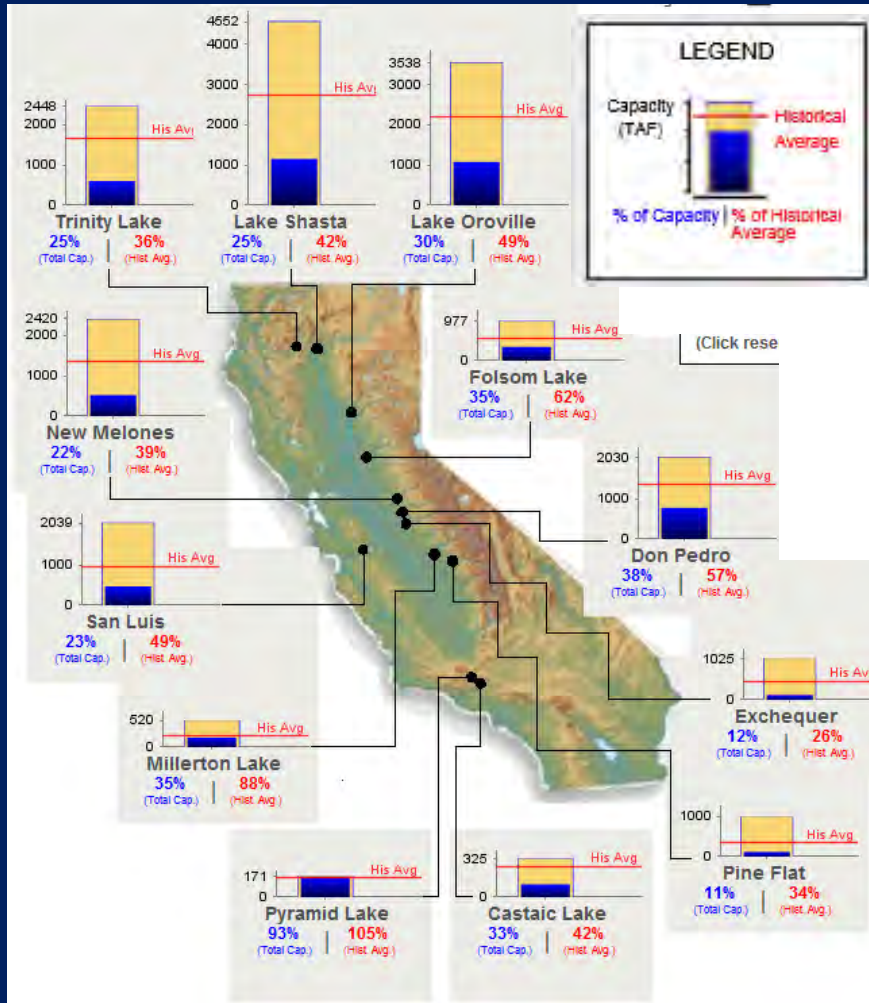 4552
4000
3000
2000
1000
0
His Avg
Lake Shasta
25% | 42%
(Total Cap.) (Hist Avg.)
3538
3000
2000
1000
0
His Avg
Lake Oroville
30% | 49%
(Total Cap.) (Hist Avg.)
LEGEND
Capacity
(TAF)
Historical
Average
% of Capacity | % of Historical
Average
2448
2000
1000
0
His Avg
Trinity Lake
25% | 36%
(Total Cap.) (Hist Avg.)
2420
2000
1000
0
His Avg
New Melones
22% | 39%
(Total Cap.) (Hist Avg.)
977
0
His Avg
Folsom Lake
35% | 62%
(Total Cap.) (Hist Avg.)
(Click rese
2030
1000
0
His Avg
Don Pedro
38% | 57%
(Total Cap.) (Hist Avg.)
2039
1000
0
His Avg
San Luis
23% | 49%
(Total Cap.) (Hist Avg.)
1025
0
His Av
Exchequer
12% | 26%
(Total Cap.) (Hist Avg.)
520
0
His Avg
Millerton Lake
35% | 88%
(Total Cap.) (Hist Avg.)
1000
0
His Avg
Pine Flat
11% | 34%
(Total Cap.) (Hist Avg.)
171
0
His Avg
Pyramid Lake
93% | 105%
(Total Cap.) (Hist Avg.)
325
0
His Avg
Castaic Lake
33% | 42%
(Total Cap.) (Hist Avg.)